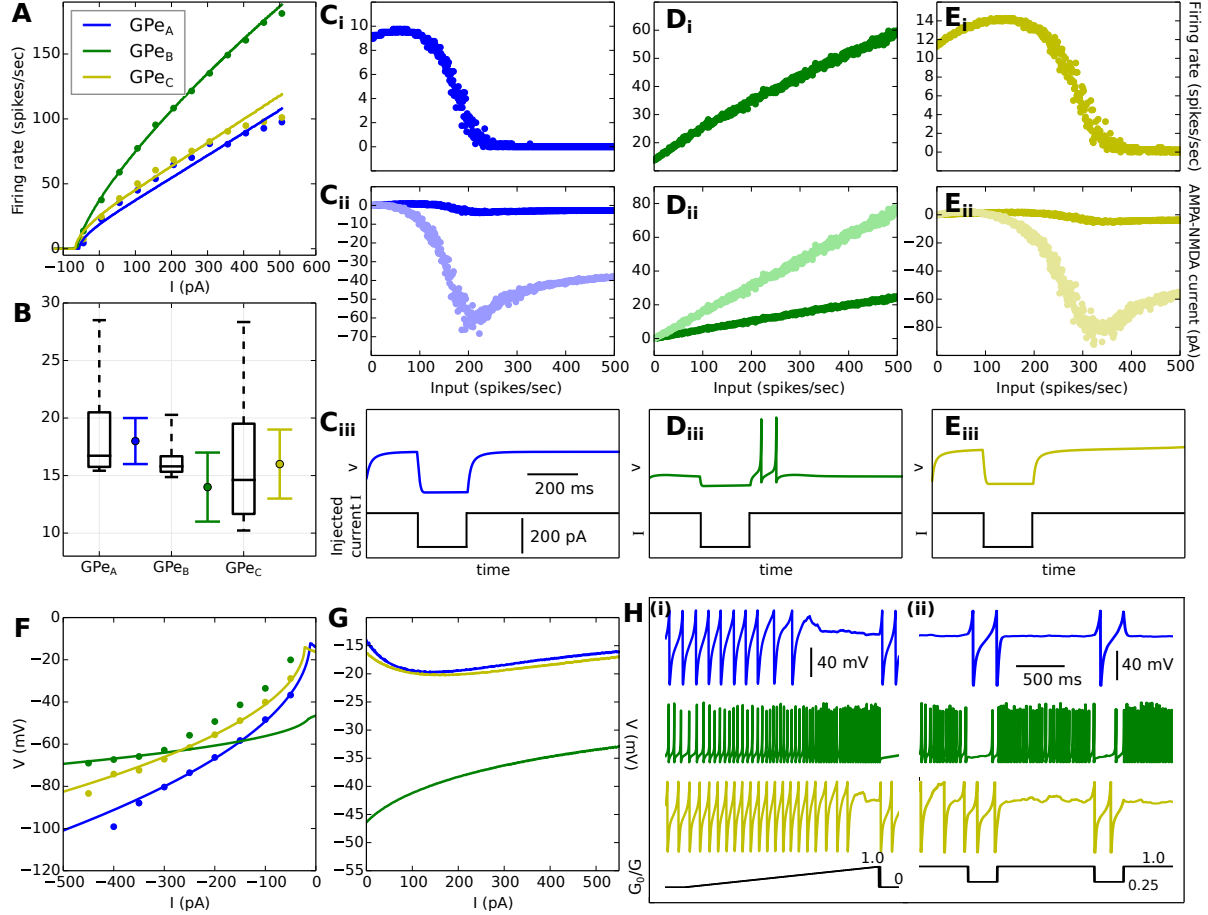 A
GPeA
GPeB
GPeC
Firing rate (spikes/sec)
150
100
50
0
−100 0 100 200 300 400 500 600
I (pA)
B
30
25
20
15
10
GPeA GPeB GPeC
Ci
10
8
6
4
2
0
Di
60
50
40
30
20
Ei
14
12
10
8
6
4
2
0
Firing rate (spikes/sec)
Cii
0
−10
−20
−30
−40
−50
−60
−70
0 100 200 300 400 500
Input (spikes/sec)
Dii
80
60
40
20
0
0 100 200 300 400 500
Input (spikes/sec)
Eii
0
−20
−40
−60
−80
0 100 200 300 400 500
Input (spikes/sec)
AMPA-NMDA current (pA)
Ciii
v
200 ms
Injected
current I
200 pA
time
Diii
v
I
time
Eiii
v
I
time
F
0
−20
−40
−60
−80
−100
−120
V (mV)
−500 −400 −300 −200 −100 0
I (pA)
G
−15
−20
−25
−30
−35
−40
−45
−50
−55
0 100 200 300 400 500
I (pA)
H
(i)
40 mV
V (mV)
G0/G
1.0
0
(ii)
500 ms
40 mV
1.0
0.25